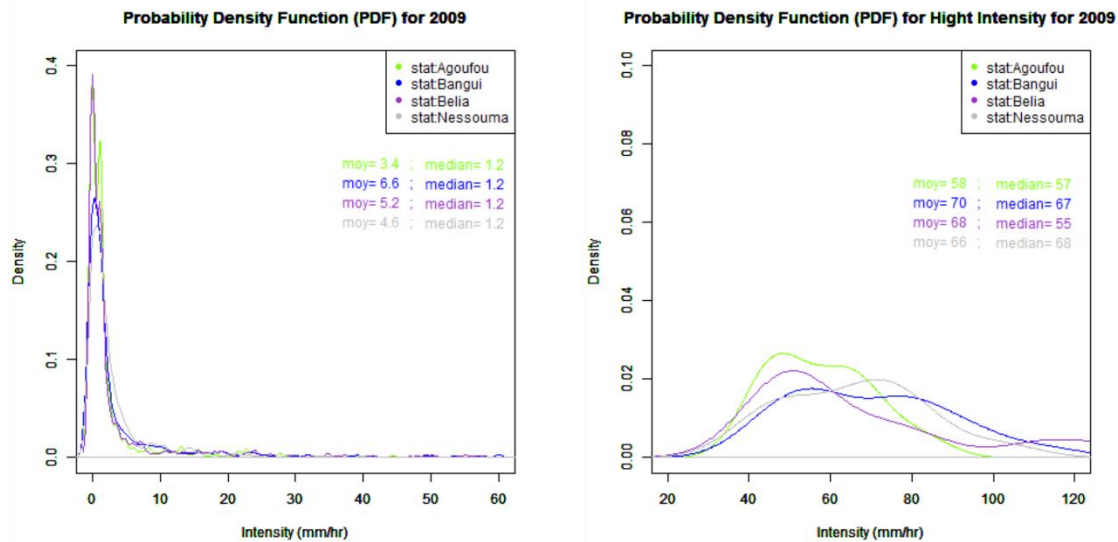 Probability Density Function (PDF) for 2009
0.4
0.3
0.2
0.1
0.0
Density
stat:Agoufou
stat:Bangui
stat:Belia
stat:Nessouma
moy= 3.4 ; median= 1.2
moy= 6.6 ; median= 1.2
moy= 5.2 ; median= 1.2
moy= 4.6 ; median= 1.2
0 10 20 30 40 50 60
Intensity (mm/hr)
Probability Density Function (PDF) for Hight Intensity for 2009
0.10
0.08
0.06
0.04
0.02
0.00
Density
stat:Agoufou
stat:Bangui
stat:Belia
stat:Nessouma
moy= 58 ; median= 57
moy= 70 ; median= 67
moy= 68 ; median= 55
moy= 66 ; median= 68
20 40 60 80 100 120
Intensity (mm/hr)